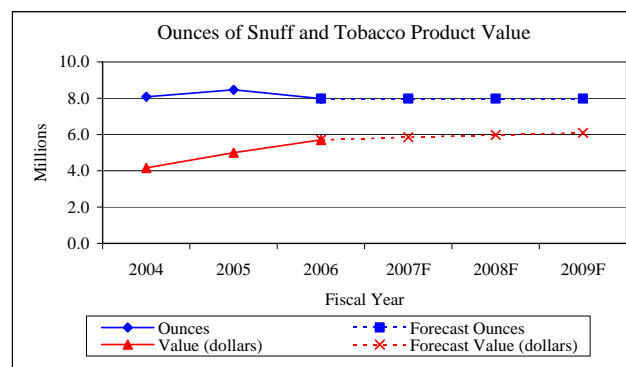 Ounces of Snuff and Tobacco Product Value
10.0
8.0
6.0
4.0
2.0
0.0
Millions
2004 2005 2006 2007F 2008F 2009F
Fiscal Year
Ounces Forecast Ounces
Value (dollars) Forecast Value (dollars)